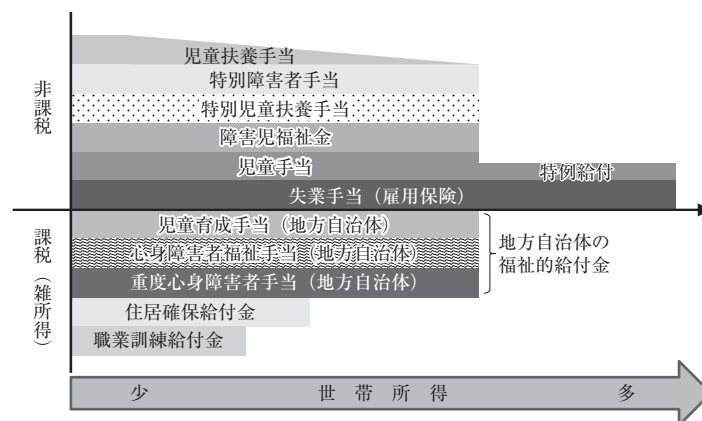 非課税
児童扶養手当
特別障害者手当
特別児童扶養手当
障害児福祉金
児童手当
特例給付
失業手当（雇用保険）
課税（雑所得）
児童育成手当（地方自治体）
心身障害者福祉手当（地方自治体）
重度心身障害者手当（地方自治体）
地方自治体の
福祉的給付金
住居確保給付金
職業訓練給付金
少 世帯所得 多